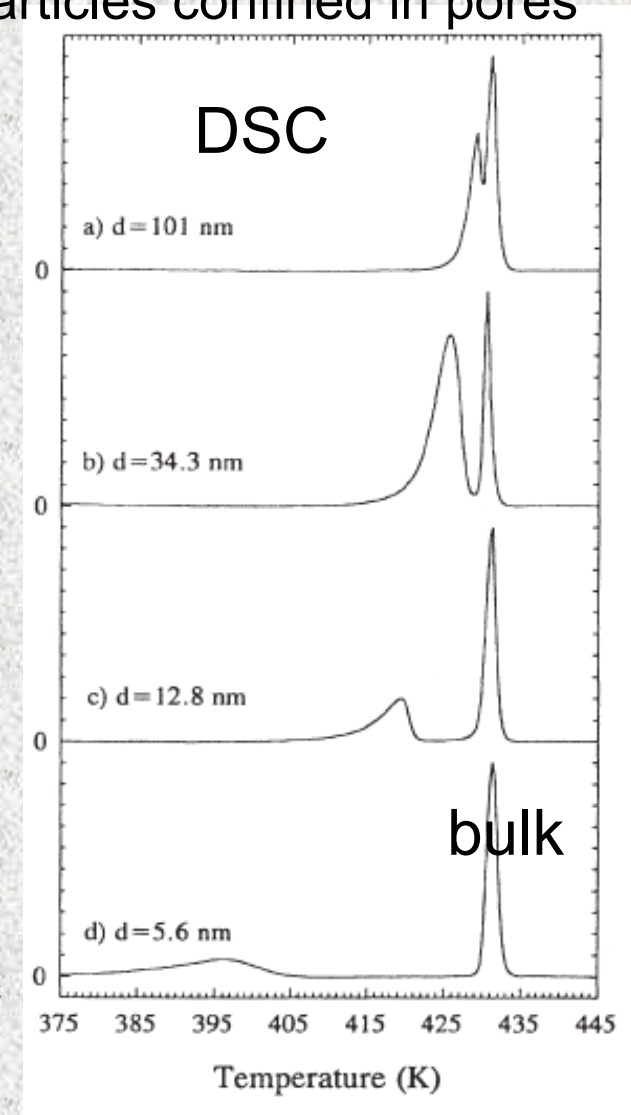 articles confined in pores
DSC
a) d=101 nm
0
b) d=34.3 nm
0
c) d=12.8 nm
0
bulk
d) d=5.6 nm
0
375 385 395 405 415 425 435 445
Temperature (K)